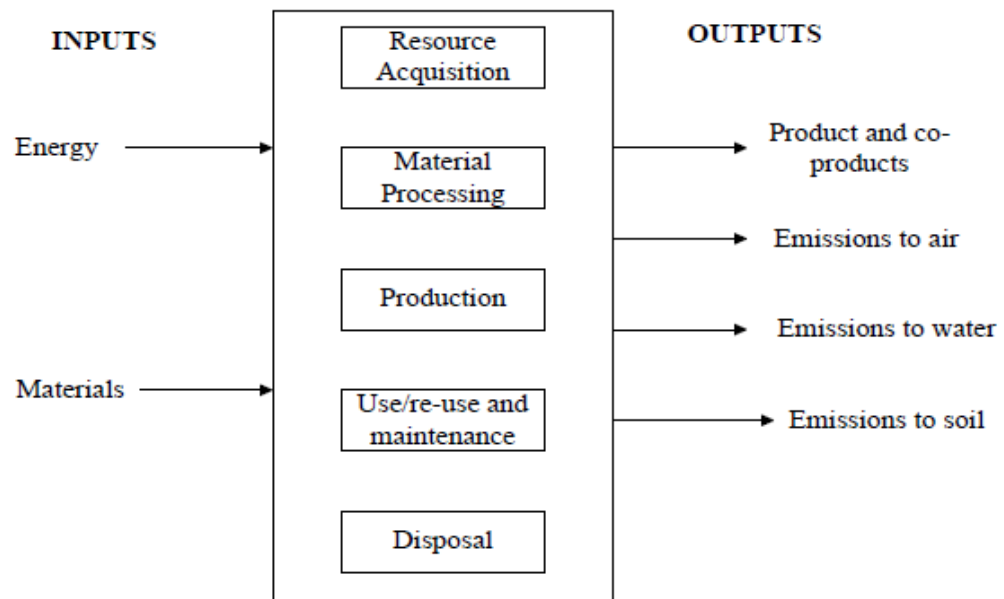 INPUTS
OUTPUTS
Resource
Acquisition
Energy
Material
Processing
Product and co-
products
Emissions to air
Production
Emissions to water
Materials
Use/re-use and
maintenance
Emissions to soil
Disposal